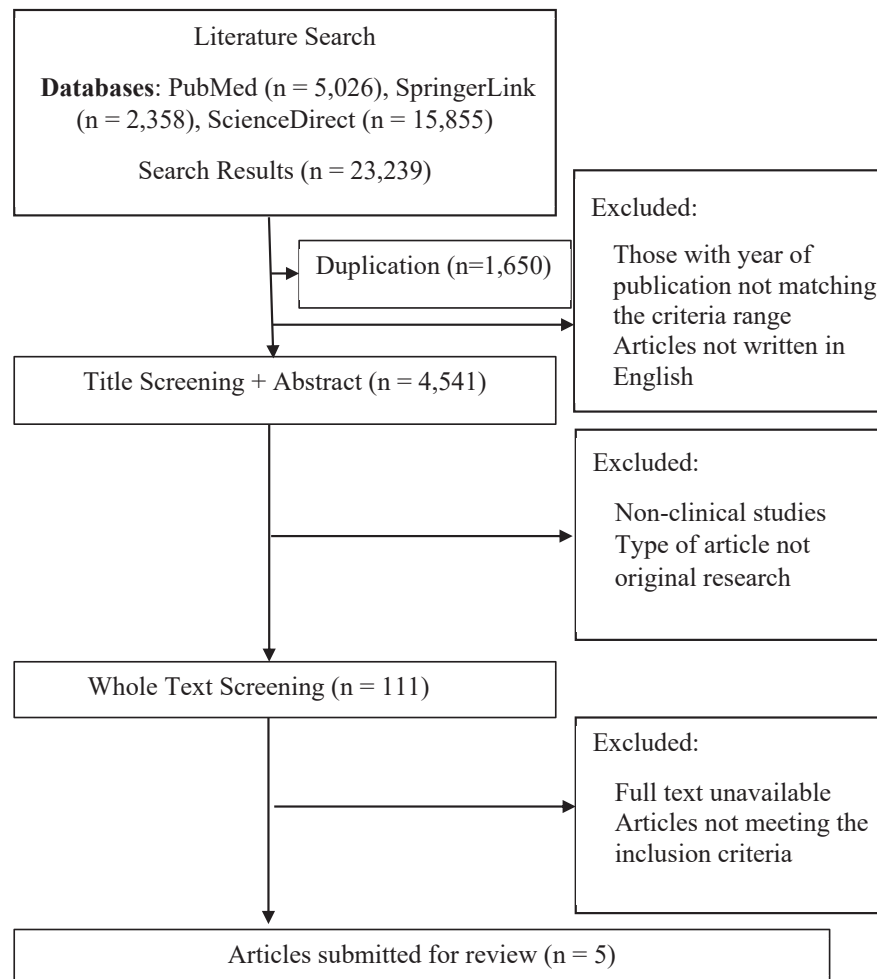 Literature Search
Databases: PubMed (n = 5,026), SpringerLink
(n = 2,358), ScienceDirect (n = 15,855)
Search Results (n = 23,239)
Excluded:
Those with year of
publication not matching
the criteria range
Articles not written in
English
Duplication (n=1,650)
Title Screening + Abstract (n = 4,541)
Excluded:
Non-clinical studies
Type of article not
original research
Whole Text Screening (n = 111)
Excluded:
Full text unavailable
Articles not meeting the
inclusion criteria
Articles submitted for review (n = 5)